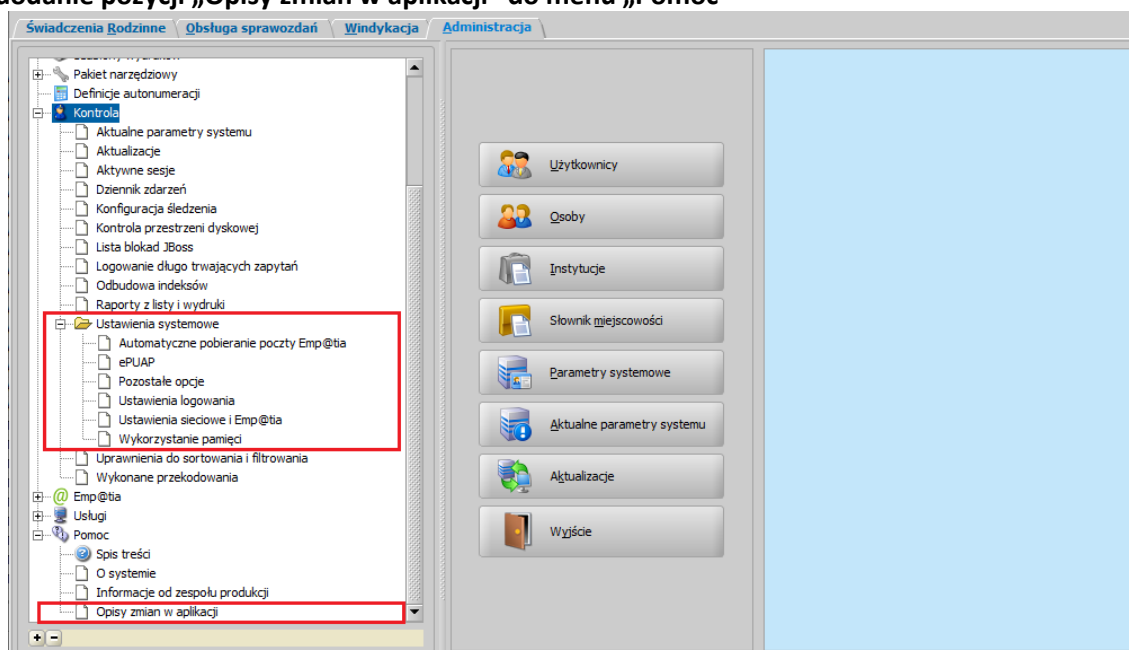 dodanie pozycji „Opisy zmian w aplikacji" do menu „Pomoc"
Świadczenia Rodzinne Obsługa sprawozdań Windykacja Administracja
Pakiet narzędziowy
Definicje autonumeracji
Kontrola
Aktualne parametry systemu
Aktualizacje
Aktywne sesje
Dziennik zdarzeń
Konfiguracja śledzenia
Kontrola przestrzeni dyskowej
Lista blokad JBoss
Logowanie długo trwających zapytań
Odbudowa indeksów
Raporty z listy i wydruki
Ustawienia systemowe
Automatyczne pobieranie poczty Emp@tia
ePUAP
Pozostałe opcje
Ustawienia logowania
Ustawienia sieciowe i Emp@tia
Wykorzystanie pamięci
Uprawnienia do sortowania i filtrowania
Wykonane przekodowania
Emp@tia
Usługi
Pomoc
Spis treści
O systemie
Informacje od zespołu produkcji
Opisy zmian w aplikacji
Użytkownicy
Osoby
Instytucje
Słownik miejscowości
Parametry systemowe
Aktualne parametry systemu
Aktualizacje
Wyjście